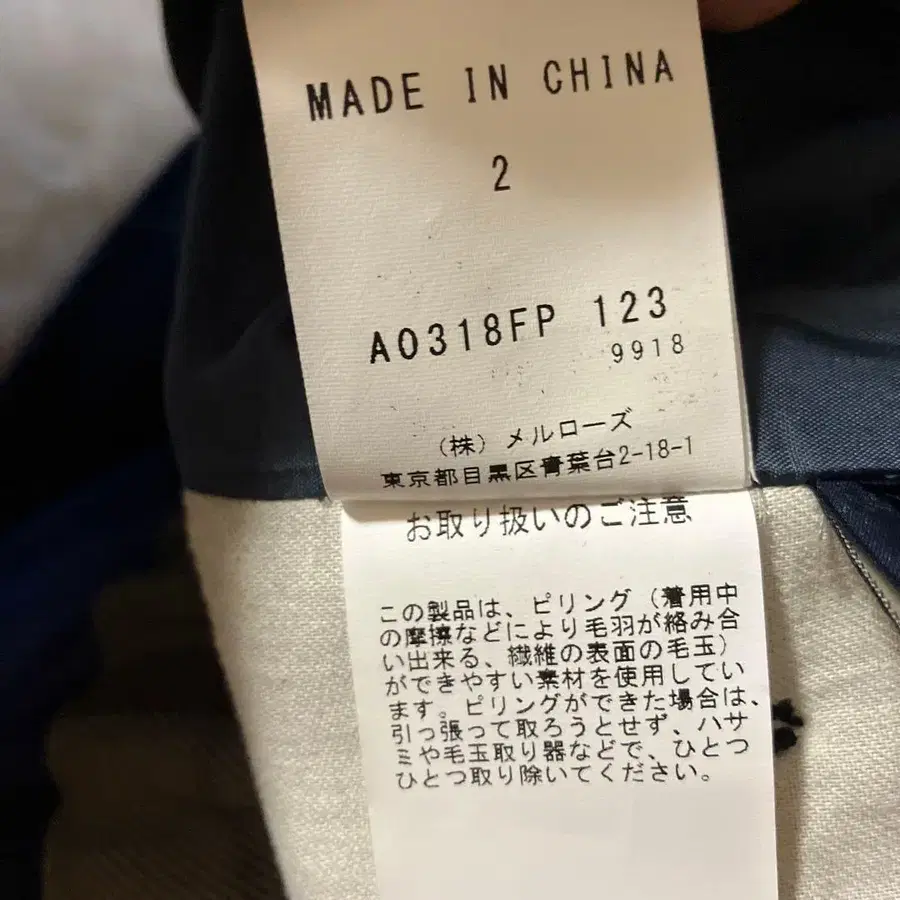 MADE IN CHINA
2
A0318FP 123
9918
(株) メルローズ
東京都目黒区青葉台2-18-1
お取り扱いのご注意
この製品は、ピリング(着用中
の摩擦などにより毛羽が絡み合
い出来る、繊維の表面の毛玉)
ができやすい素材を使用してい
ます。ピリングができた場合は、
引っ張って取ろうとせず、ハサ
ミや毛玉取り器などで、ひとつ
ひとつ取り除いてください。